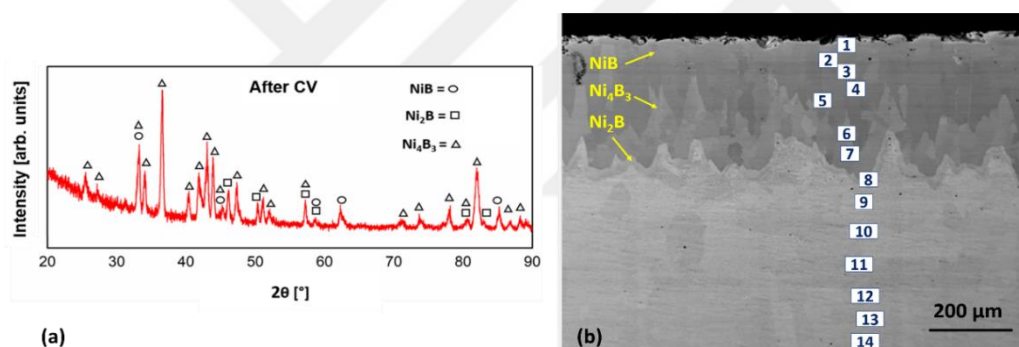 After CV
NiB = ○
Ni₂B = □
Ni₄B₃ = △
Intensity [arb. units]
20 30 40 50 60 70 80 90
2θ [°]
(a)
NiB
Ni₄B₃
Ni₂B
1
2
3
4
5
6
7
8
9
10
11
12
13
14
200 µm
(b)